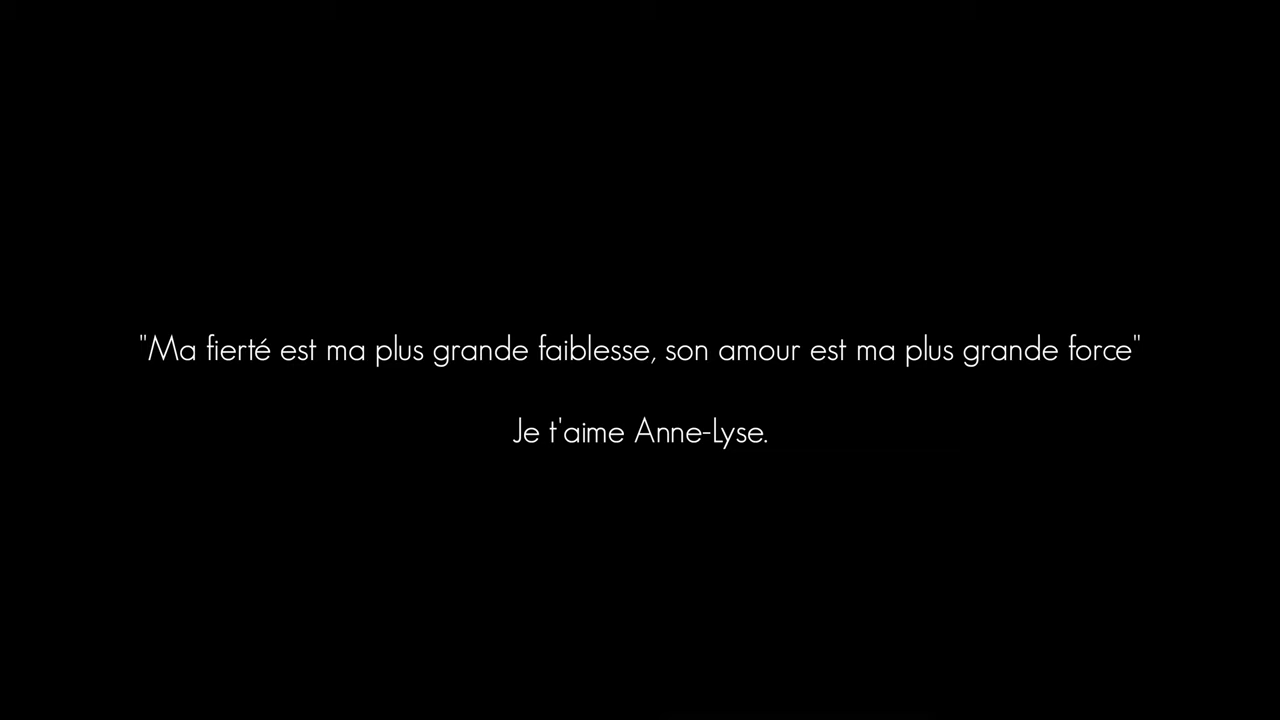 "Ma fierté est ma plus grande faiblesse, son amour est ma plus grande force"
Je t'aime Anne-Lyse.